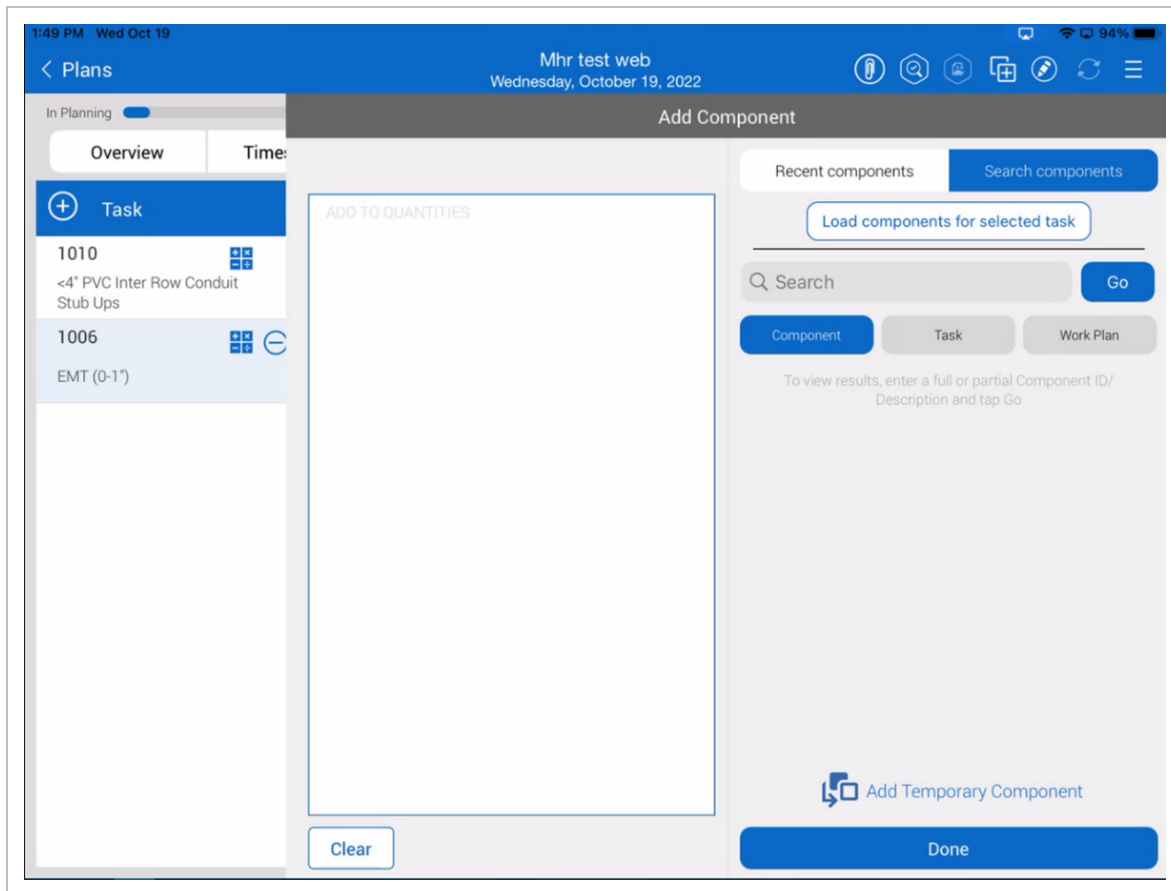 1:49 PM Wed Oct 19
94%
Plans
Mhr test web
Wednesday, October 19, 2022
In Planning
Add Component
Overview
Recent components
Search components
Task
ADD TO QUANTITIES
Load components for selected task
1010
<4" PVC Inter Row Conduit
Stub Ups
Search
Go
1006
Component
Task
Work Plan
EMT (0-1")
To view results, enter a full or partial Component ID/
Description and tap Go
Add Temporary Component
Clear
Done